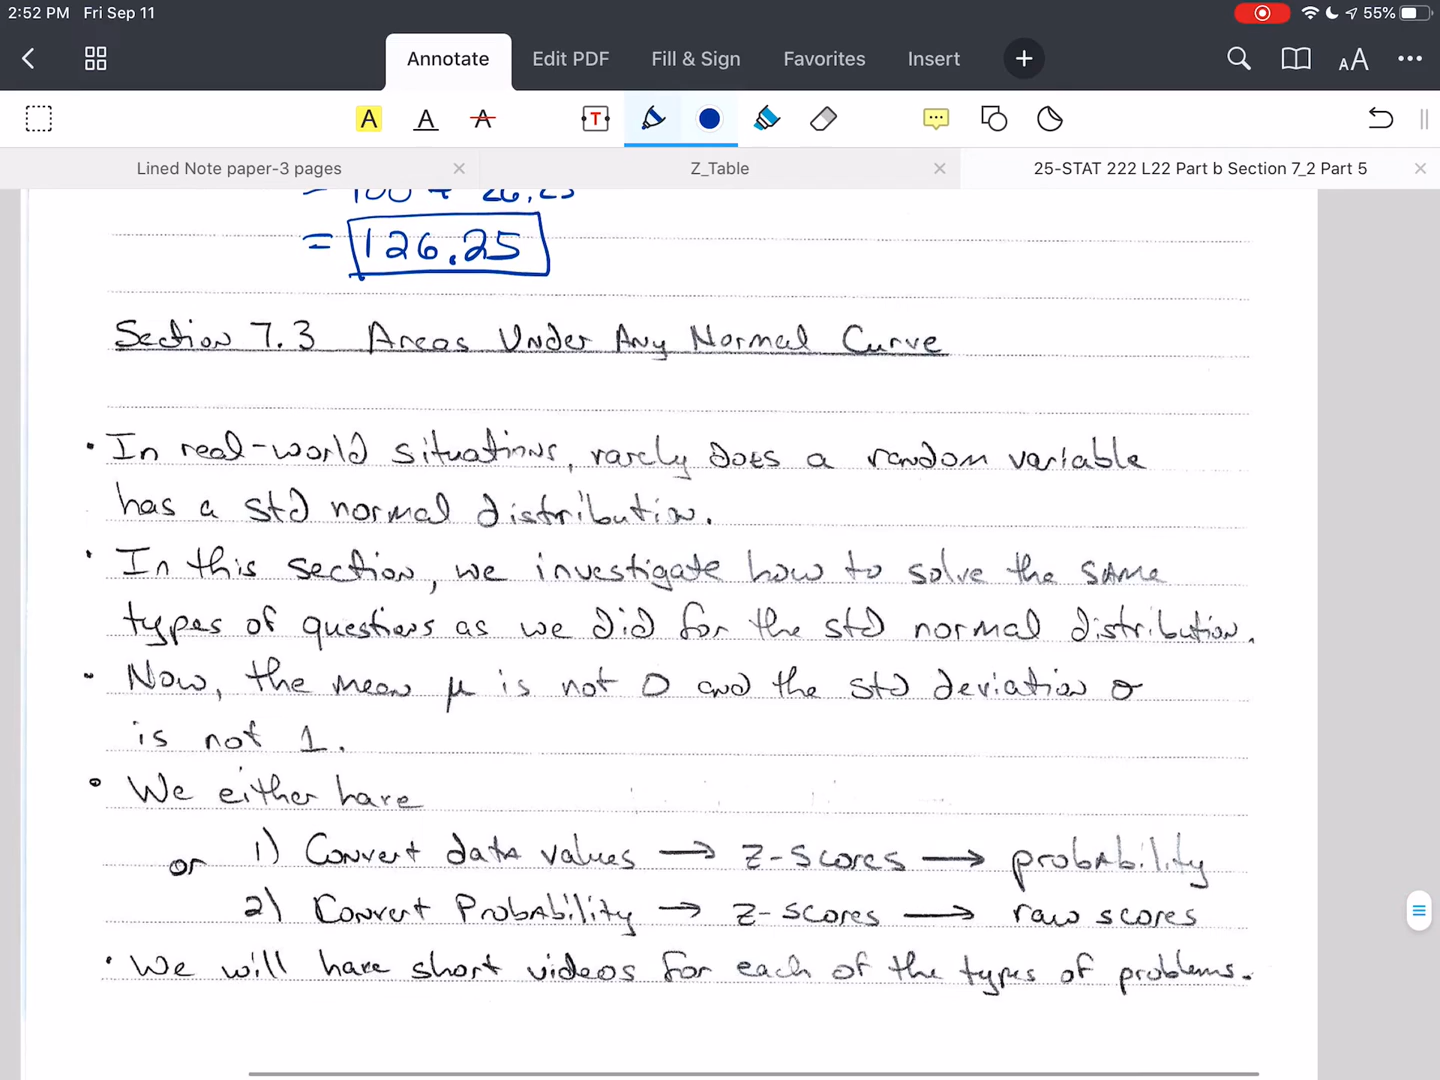 2:52 PM Fri Sep 11
55%
Annotate Edit PDF Fill & Sign Favorites Insert
AA
A A A T
Lined Note paper-3 pages
Z_Table
25-STAT 222 L22 Part b Section 7_2 Part 5
= 100 + 26.25
= 126.25
Section 7.3 Areas Under Any Normal Curve
• In real-world situations, rarely does a random variable
has a std normal distribution.
• In this section, we investigate how to solve the same
types of questions as we did for the std normal distribution.
• Now, the mean μ is not 0 and the std deviation σ
is not 1.
• We either have
1) Convert data values → z-scores → probability
or
2) Convert Probability → z-scores → raw scores
• We will have short videos for each of the types of problems.